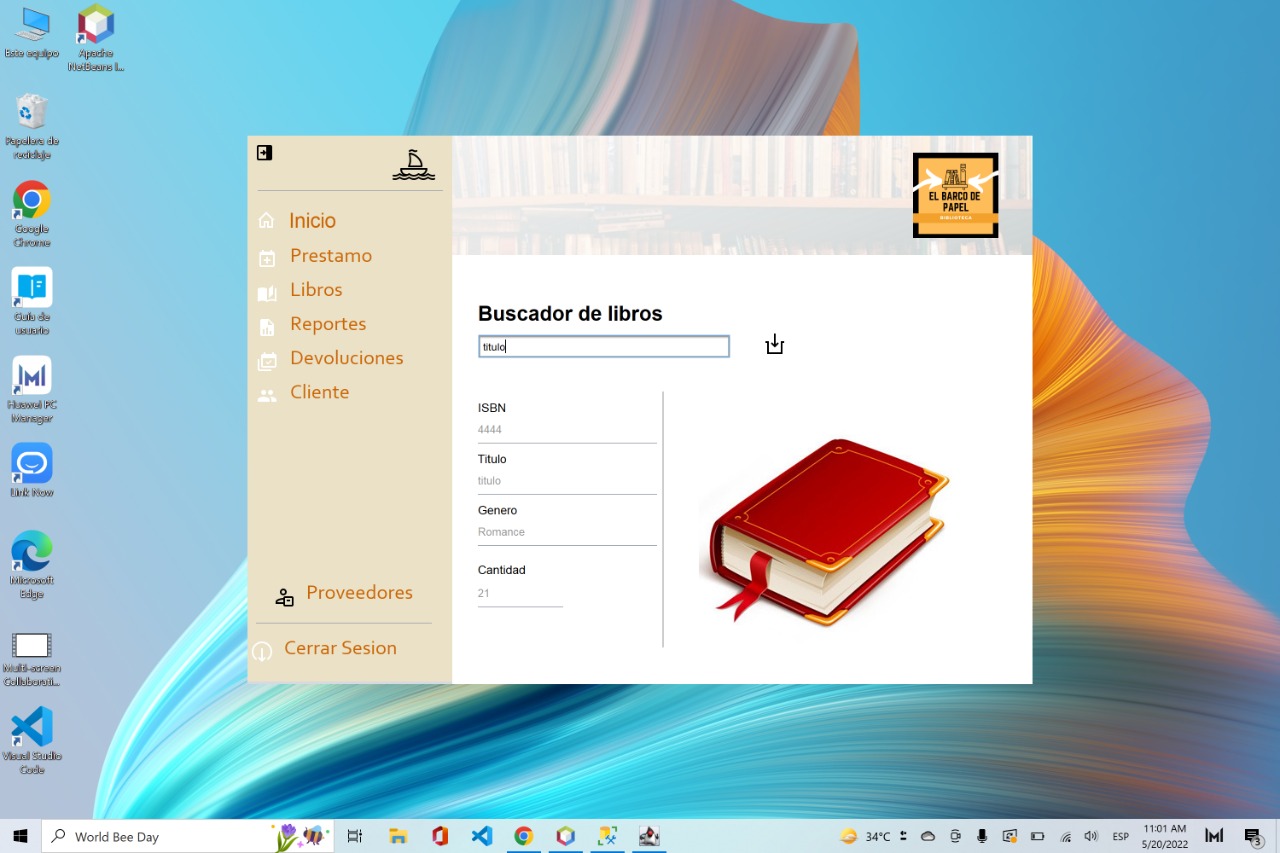 Este equipo
Apache
NetBeans I...
Papelera de
reciclaje
Google
Chrome
Guía de
usuario
Huawei PC
Manager
Link Now
Microsoft
Edge
Multi-screen
Collaborati...
Visual Studio
Code
Inicio
Prestamo
Libros
Reportes
Devoluciones
Cliente
Proveedores
Cerrar Sesion
EL BARCO DE
PAPEL
BIBLIOTECA
Buscador de libros
titulo
ISBN
4444
Titulo
titulo
Genero
Romance
Cantidad
21
World Bee Day
34°C
ESP
11:01 AM
5/20/2022
3